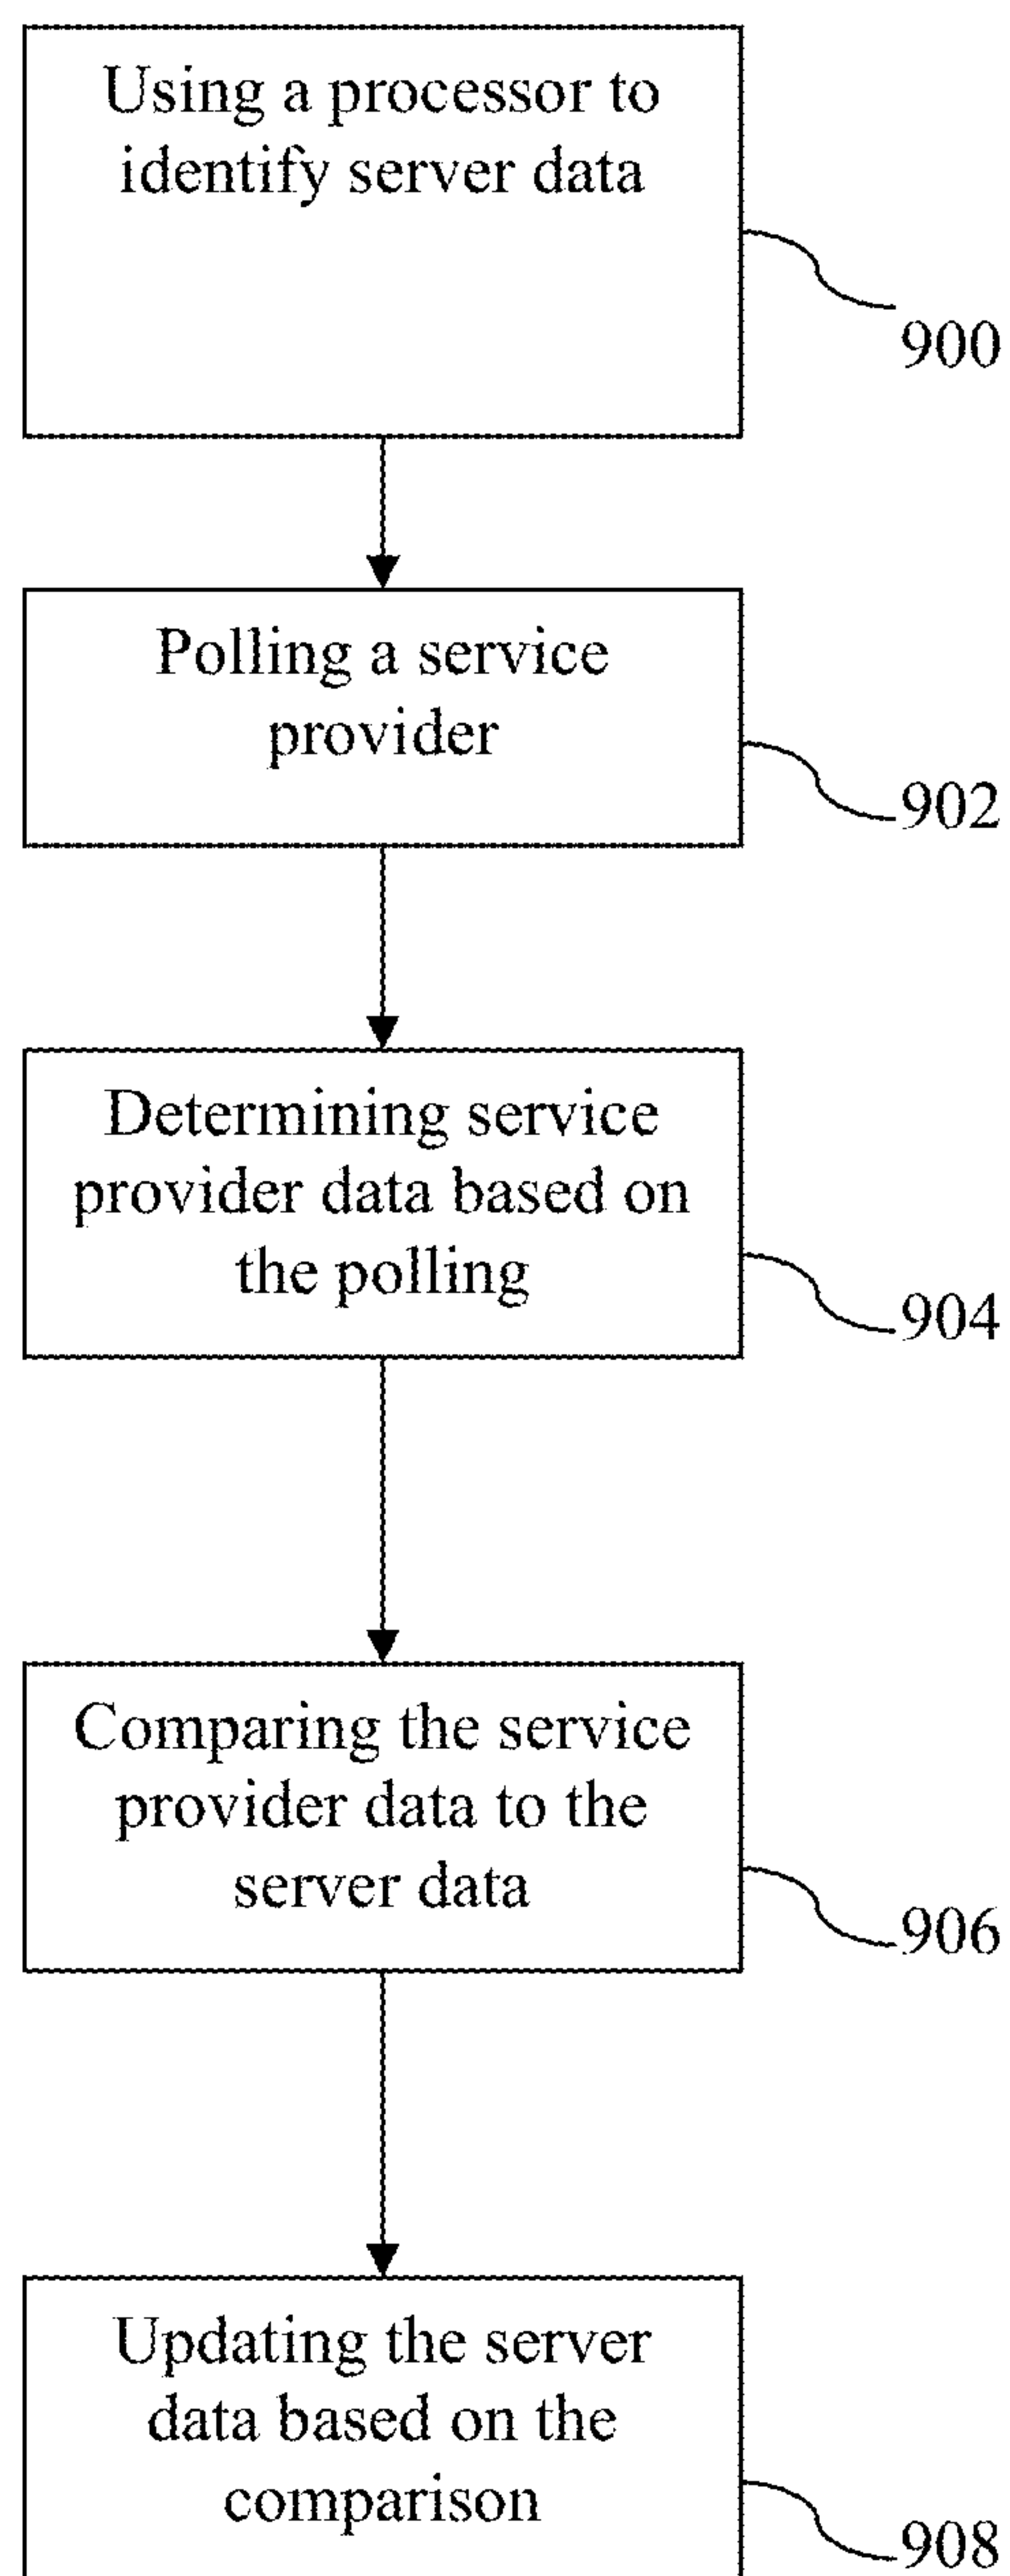 Using a processor to
identify server data
900
Polling a service
provider
902
Determining service
provider data based on
the polling
904
Comparing the service
provider data to the
server data
906
Updating the server
data based on the
comparison
908